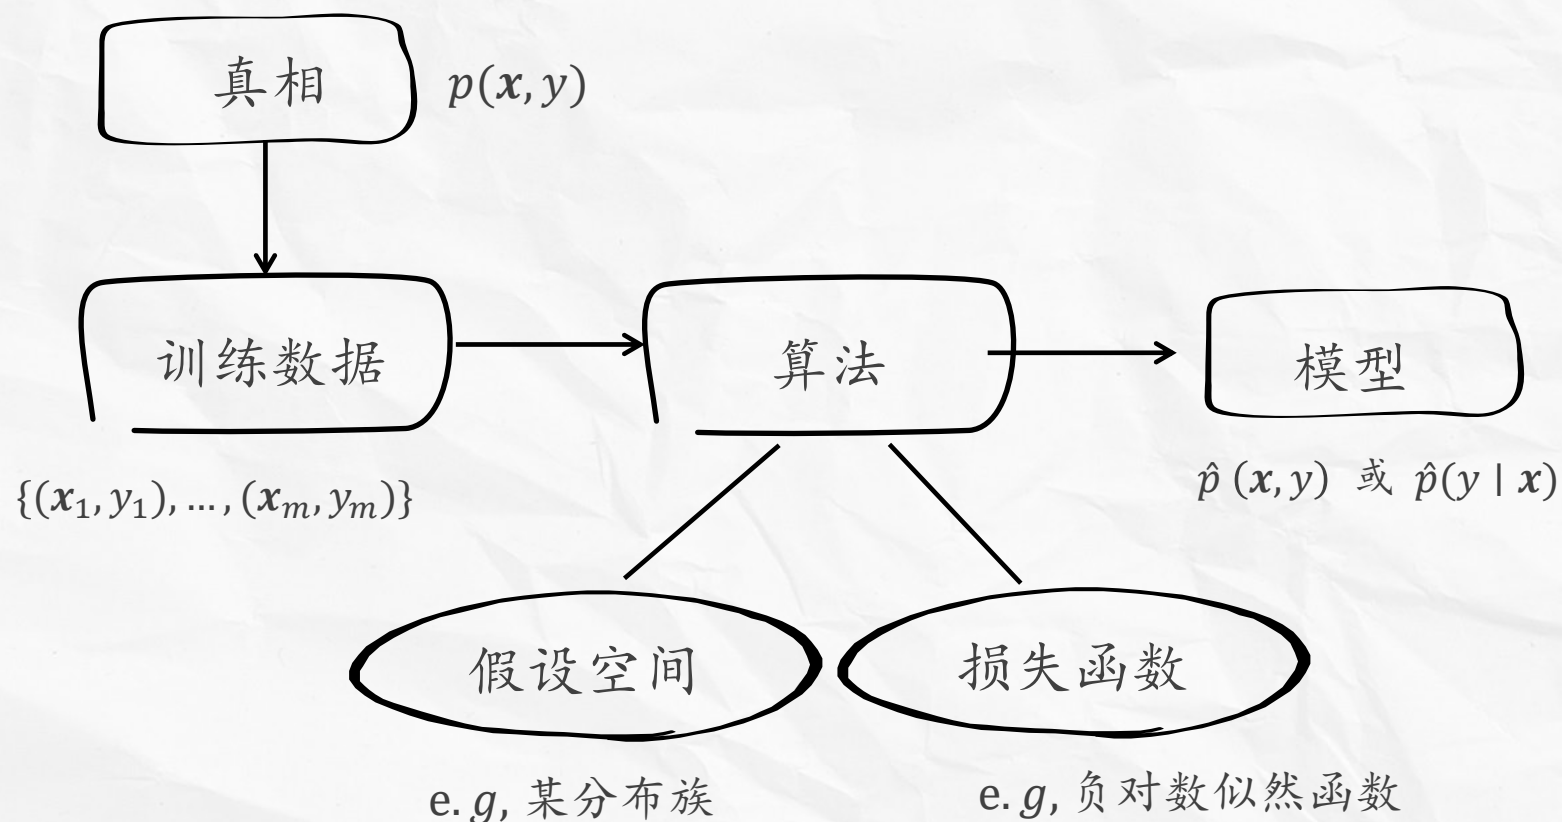 真相
p(x, y)
训练数据
算法
模型
{(x₁, y₁), … , (xₘ, yₘ)}
p̂ (x, y) 或 p̂(y | x)
假设空间
损失函数
e. g, 某分布族
e. g, 负对数似然函数